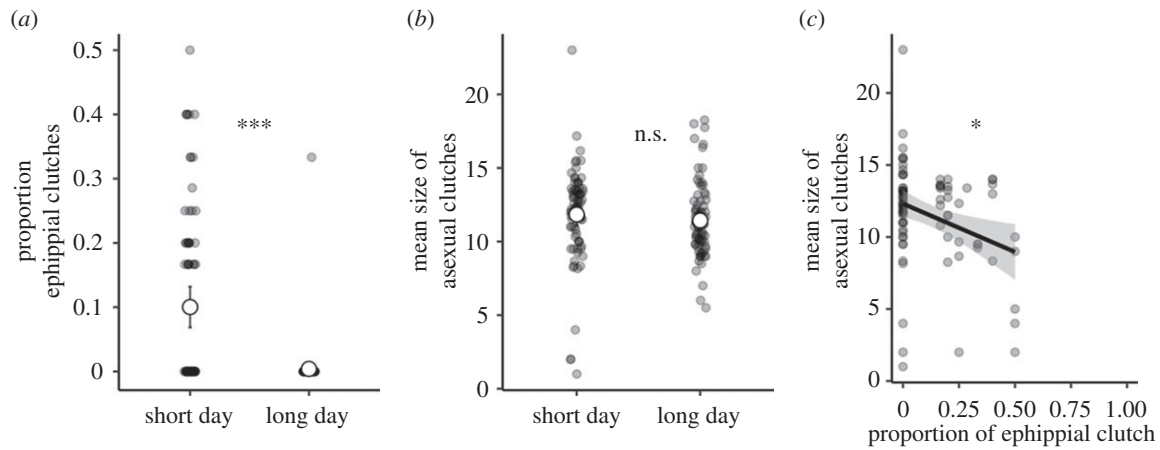 (a)
proportion
ephippial clutches
0.5
0.4
0.3
0.2
0.1
0
***
short day
long day
(b)
mean size of
asexual clutches
20
15
10
5
0
n.s.
short day
long day
(c)
mean size of
asexual clutches
20
15
10
5
0
*
0
0.25
0.50
0.75
1.00
proportion of ephippial clutch